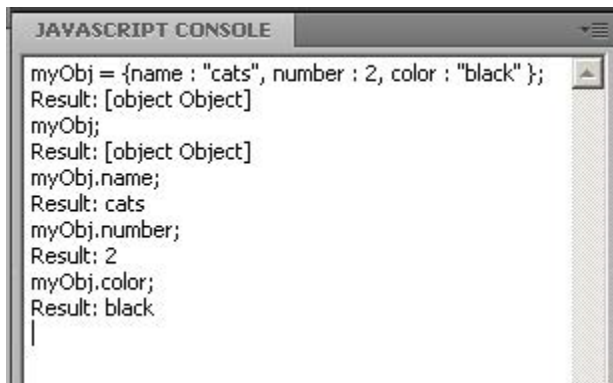 JAVASCRIPT CONSOLE
myObj = {name : "cats", number : 2, color : "black" };
Result: [object Object]
myObj;
Result: [object Object]
myObj.name;
Result: cats
myObj.number;
Result: 2
myObj.color;
Result: black